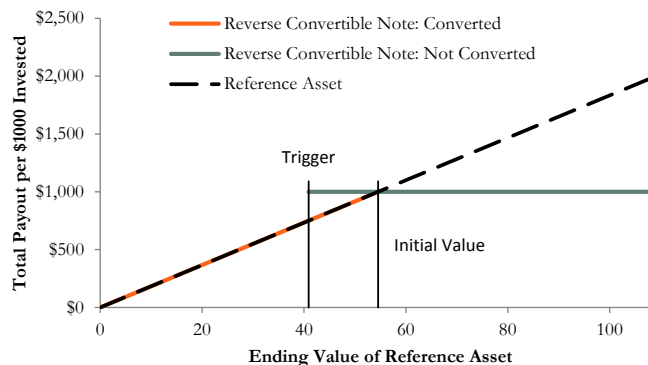 $2,500
$2,000
$1,500
$1,000
$500
$0
Total Payout per $1000 Invested
Reverse Convertible Note: Converted
Reverse Convertible Note: Not Converted
Reference Asset
Trigger
Initial Value
0 20 40 60 80 100
Ending Value of Reference Asset